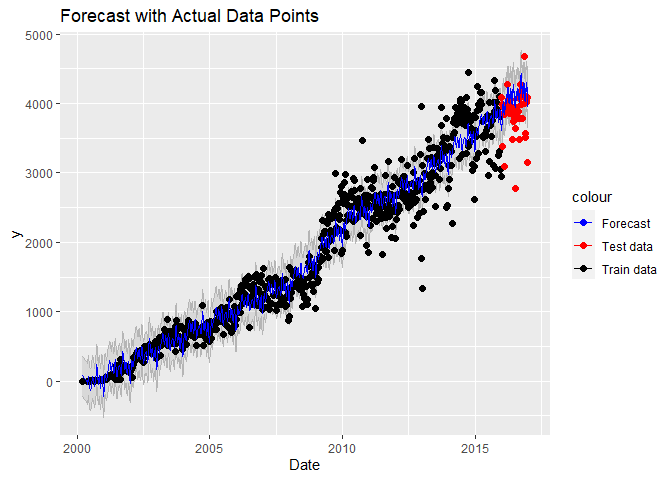 Forecast with Actual Data Points
5000
4000
3000
2000
1000
0
y
2000
2005
2010
2015
Date
colour
Forecast
Test data
Train data